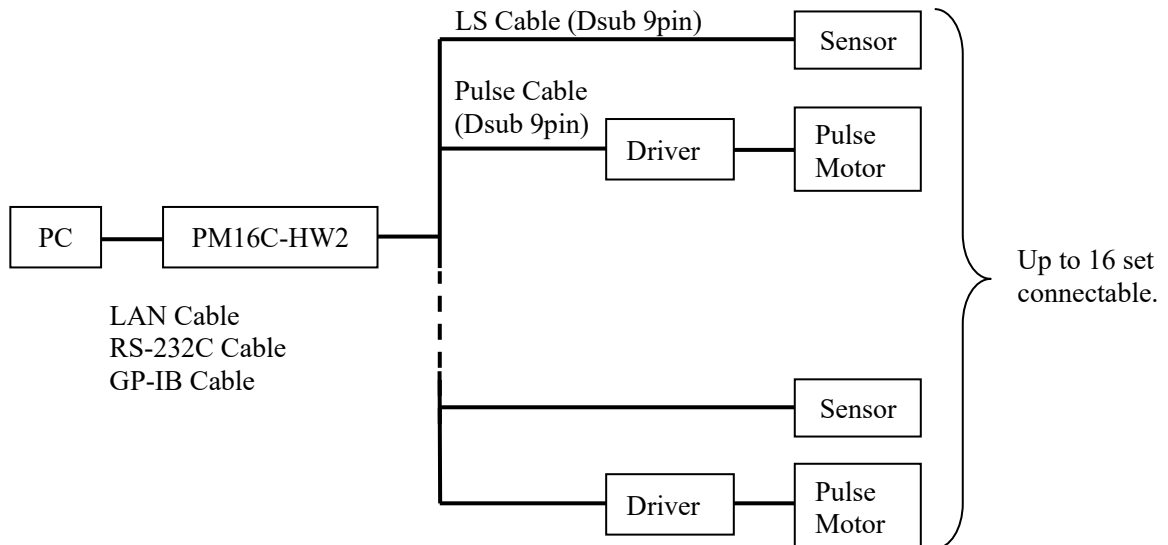 LS Cable (Dsub 9pin)
Sensor
Pulse Cable
(Dsub 9pin)
Driver
Pulse
Motor
PC
PM16C-HW2
Up to 16 set
connectable.
LAN Cable
RS-232C Cable
GP-IB Cable
Sensor
Driver
Pulse
Motor